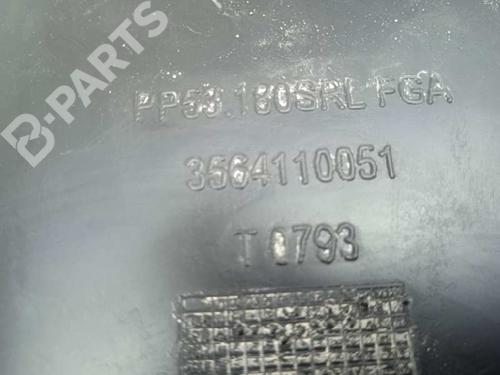 B-PARTS
PP53.180SRL FGA
3564110051
T 0793